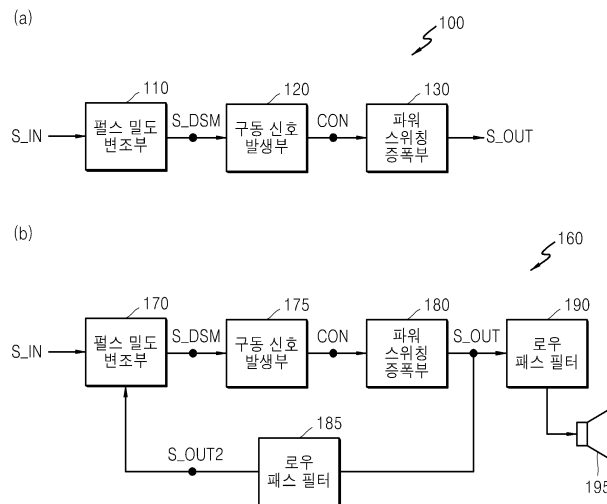 (a)
100
110
120
130
S_IN
펄스 밀도
변조부
S_DSM
구동 신호
발생부
CON
파워
스위칭
증폭부
S_OUT
(b)
160
170
175
180
190
S_IN
펄스 밀도
변조부
S_DSM
구동 신호
발생부
CON
파워
스위칭
증폭부
S_OUT
로우
패스 필터
185
S_OUT2
로우
패스 필터
195